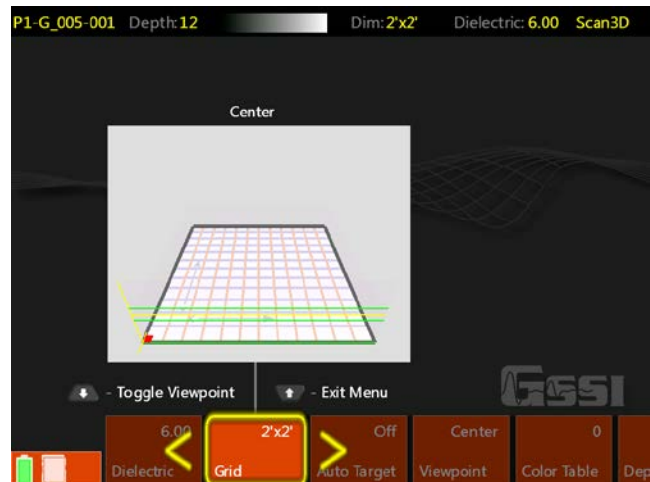 P1-G_005-001 Depth:12 Dim:2'x2' Dielectric:6.00 Scan3D
Center
- Toggle Viewpoint - Exit Menu
GSSI
6.00 2'x2' Off Center 0
Dielectric Grid Auto Target Viewpoint Color Table Dep